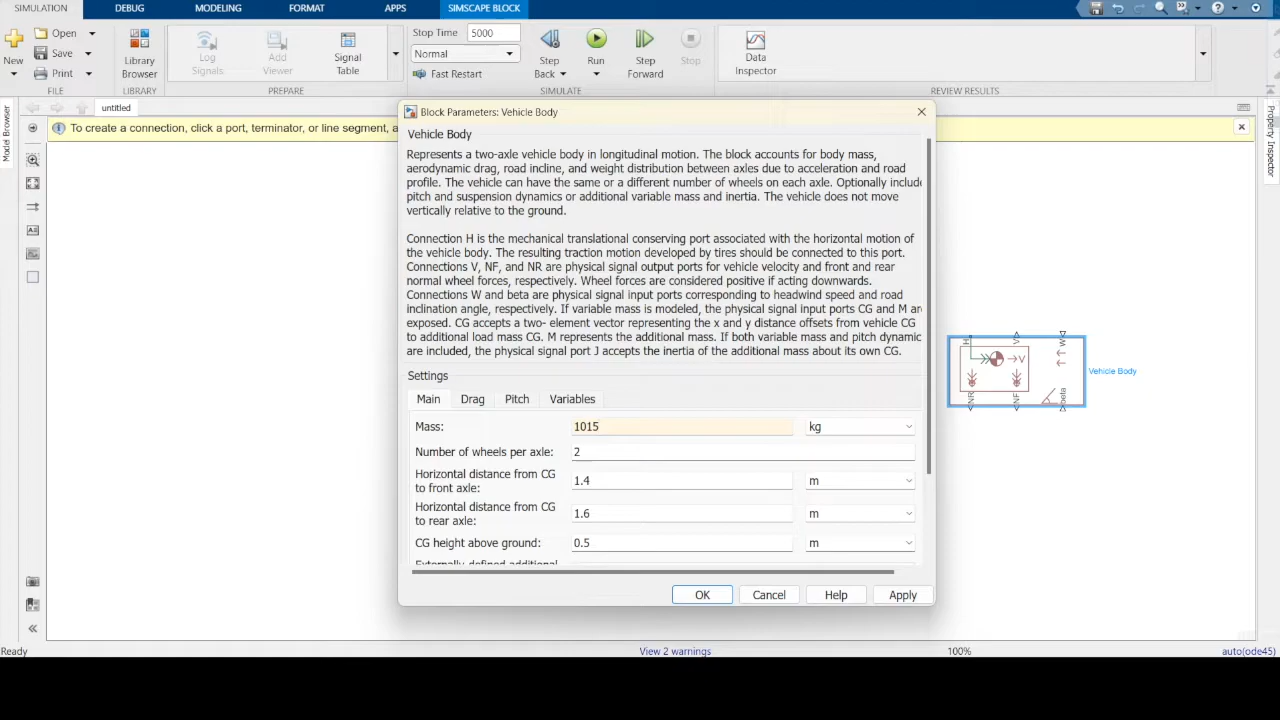 SIMULATION DEBUG MODELING FORMAT APPS SIMSCAPE BLOCK
New Open Save Print
FILE
Library Browser
LIBRARY
Log Signals
Add Viewer
Signal Table
PREPARE
Stop Time 5000
Normal
Fast Restart
Step Back
Run
Step Forward
Stop
SIMULATE
Data Inspector
REVIEW RESULTS
Model Browser
untitled
Property Inspector
To create a connection, click a port, terminator, or line segment, a
Block Parameters: Vehicle Body
Vehicle Body
Represents a two-axle vehicle body in longitudinal motion. The block accounts for body mass,
aerodynamic drag, road incline, and weight distribution between axles due to acceleration and road
profile. The vehicle can have the same or a different number of wheels on each axle. Optionally include
pitch and suspension dynamics or additional variable mass and inertia. The vehicle does not move
vertically relative to the ground.
Connection H is the mechanical translational conserving port associated with the horizontal motion of
the vehicle body. The resulting traction motion developed by tires should be connected to this port.
Connections V, NF, and NR are physical signal output ports for vehicle velocity and front and rear
normal wheel forces, respectively. Wheel forces are considered positive if acting downwards.
Connections W and beta are physical signal input ports corresponding to headwind speed and road
inclination angle, respectively. If variable mass is modeled, the physical signal input ports CG and M are
exposed. CG accepts a two- element vector representing the x and y distance offsets from vehicle CG
to additional load mass CG. M represents the additional mass. If both variable mass and pitch dynamic
are included, the physical signal port J accepts the inertia of the additional mass about its own CG.
Settings
Main Drag Pitch Variables
Mass: 1015 kg
Number of wheels per axle: 2
Horizontal distance from CG
to front axle: 1.4 m
Horizontal distance from CG
to rear axle: 1.6 m
CG height above ground: 0.5 m
Externally-defined additional
OK Cancel Help Apply
H V W
V
NR NF beta
Vehicle Body
Ready View 2 warnings 100% auto(ode45)